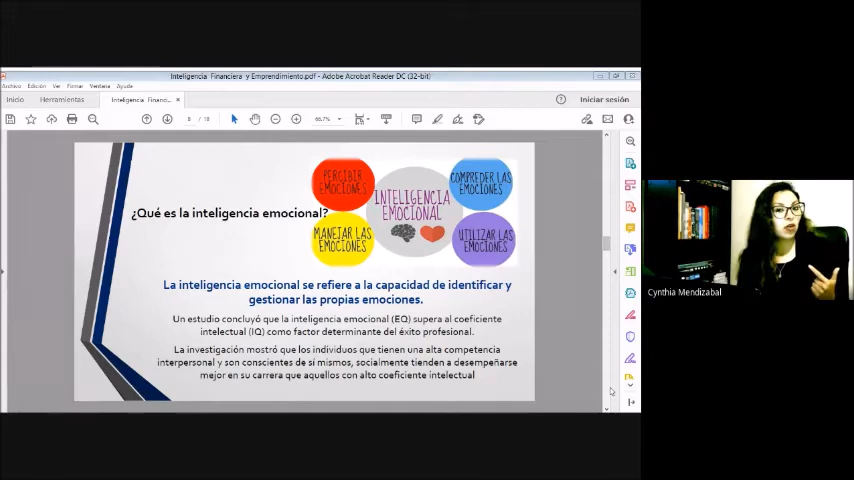 Inteligencia Financiera y Emprendimiento.pdf - Adobe Acrobat Reader DC (32-bit)
Archivo Edición Ver Firmar Ventana Ayuda
Inicio Herramientas Inteligencia Financi... × Iniciar sesión
8 / 18 66,7%
¿Qué es la inteligencia emocional?
PERCIBIR
EMOCIONES
COMPREDER LAS
EMOCIONES
INTELIGENCIA
EMOCIONAL
MANEJAR LAS
EMOCIONES
UTILIZAR LAS
EMOCIONES
La inteligencia emocional se refiere a la capacidad de identificar y
gestionar las propias emociones.
Un estudio concluyó que la inteligencia emocional (EQ) supera al coeficiente
intelectual (IQ) como factor determinante del éxito profesional.
La investigación mostró que los individuos que tienen una alta competencia
interpersonal y son conscientes de sí mismos, socialmente tienden a desempeñarse
mejor en su carrera que aquellos con alto coeficiente intelectual
Cynthia Mendizabal